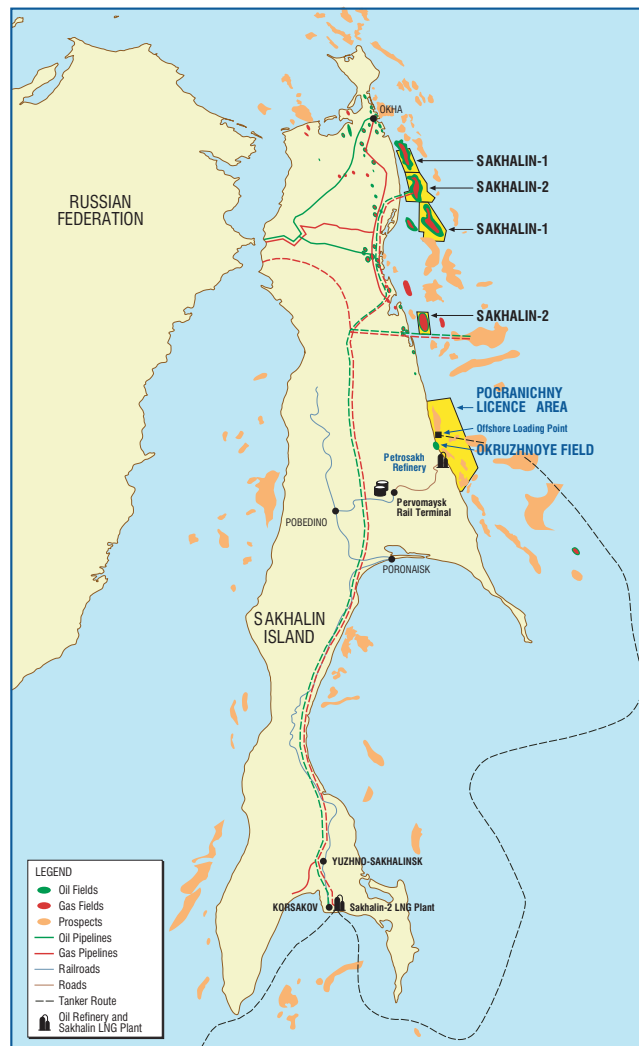 OKHA
SAKHALIN-1
SAKHALIN-2
SAKHALIN-1
RUSSIAN
FEDERATION
SAKHALIN-2
POGRANICHNY
LICENCE AREA
Offshore Loading Point
OKRUZHNOYE FIELD
Petrosakh
Refinery
Pervomaysk
Rail Terminal
POBEDINO
PORONAISK
SAKHALIN
ISLAND
YUZHNO-SAKHALINSK
KORSAKOV
Sakhalin-2 LNG Plant
LEGEND
Oil Fields
Gas Fields
Prospects
Oil Pipelines
Gas Pipelines
Railroads
Roads
Tanker Route
Oil Refinery and
Sakhalin LNG Plant